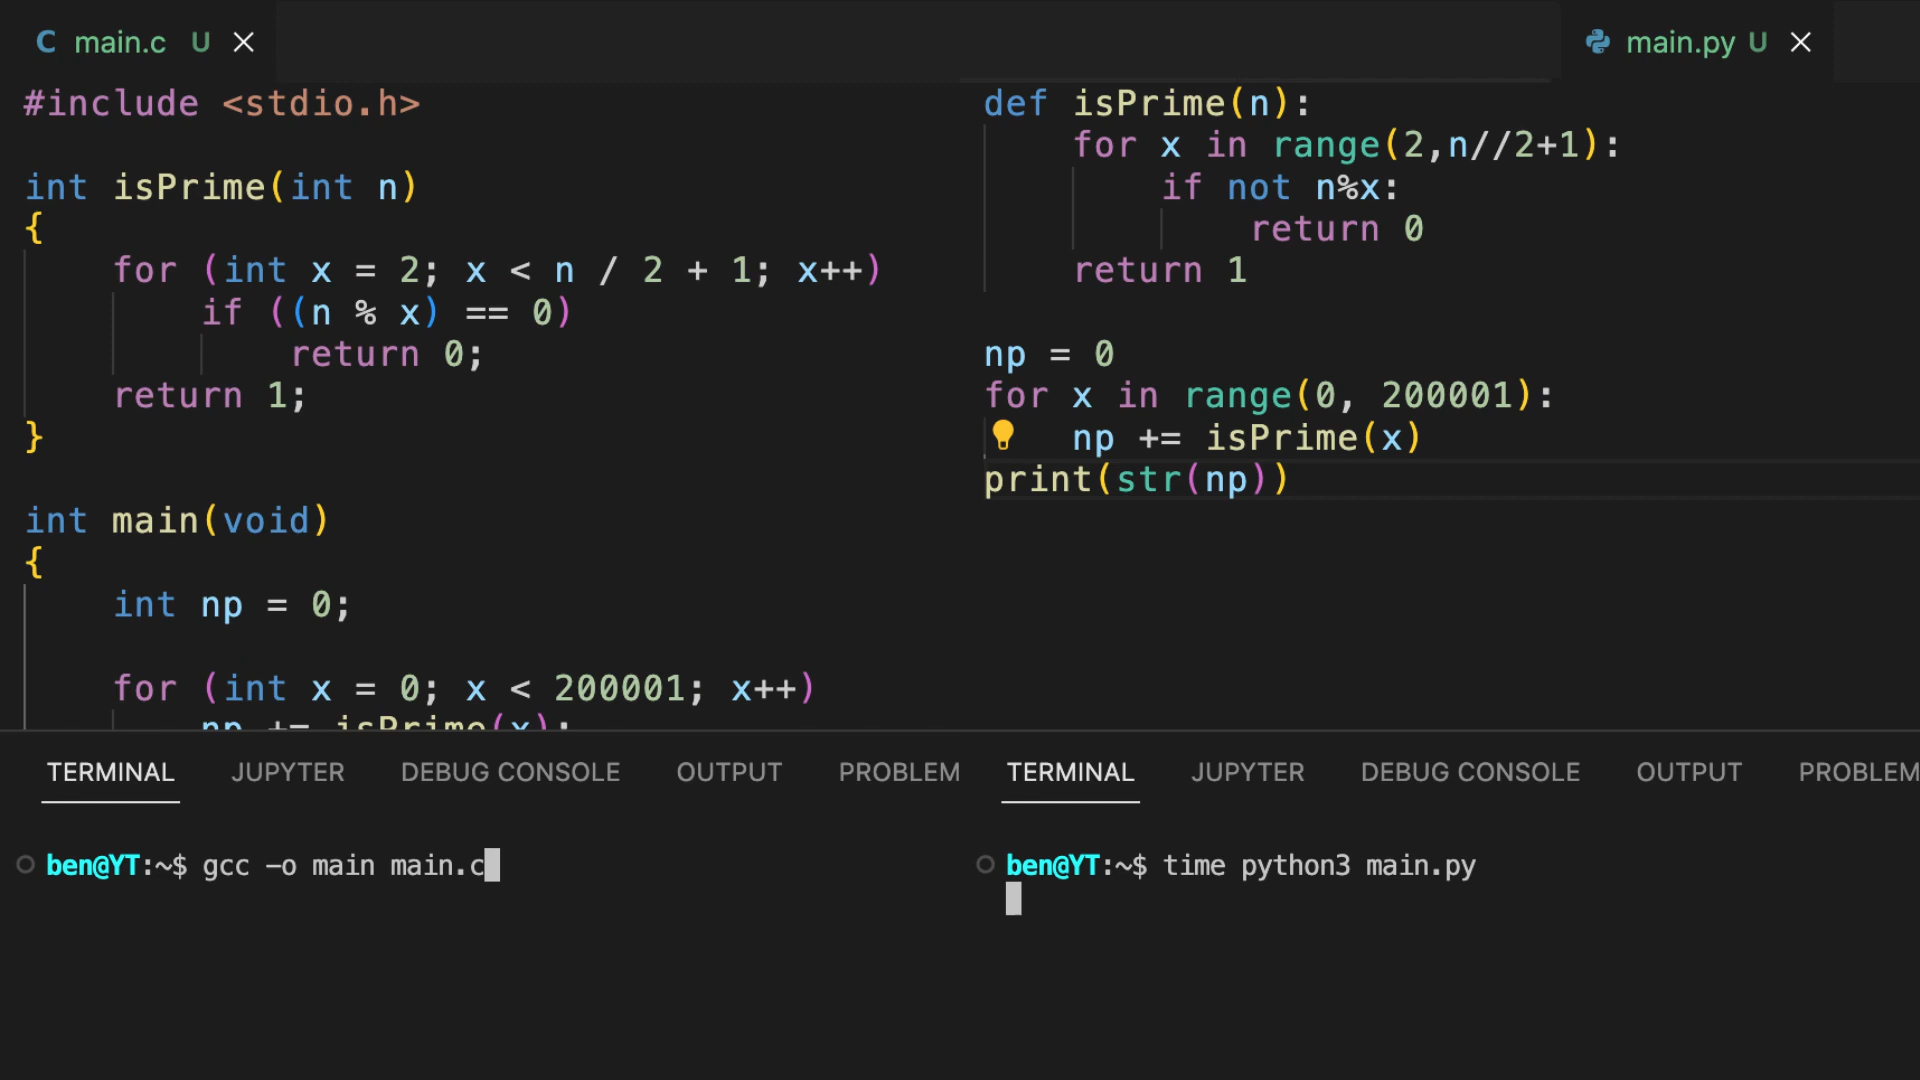 C main.c U
#include <stdio.h>
int isPrime(int n)
{
for (int x = 2; x < n / 2 + 1; x++)
if ((n % x) == 0)
return 0;
return 1;
}
int main(void)
{
int np = 0;
for (int x = 0; x < 200001; x++)
np += isPrime(x);
TERMINAL JUPYTER DEBUG CONSOLE OUTPUT PROBLEM
ben@YT:~$ gcc -o main main.c
main.py U
def isPrime(n):
for x in range(2,n//2+1):
if not n%x:
return 0
return 1
np = 0
for x in range(0, 200001):
np += isPrime(x)
print(str(np))
TERMINAL JUPYTER DEBUG CONSOLE OUTPUT PROBLEM
ben@YT:~$ time python3 main.py